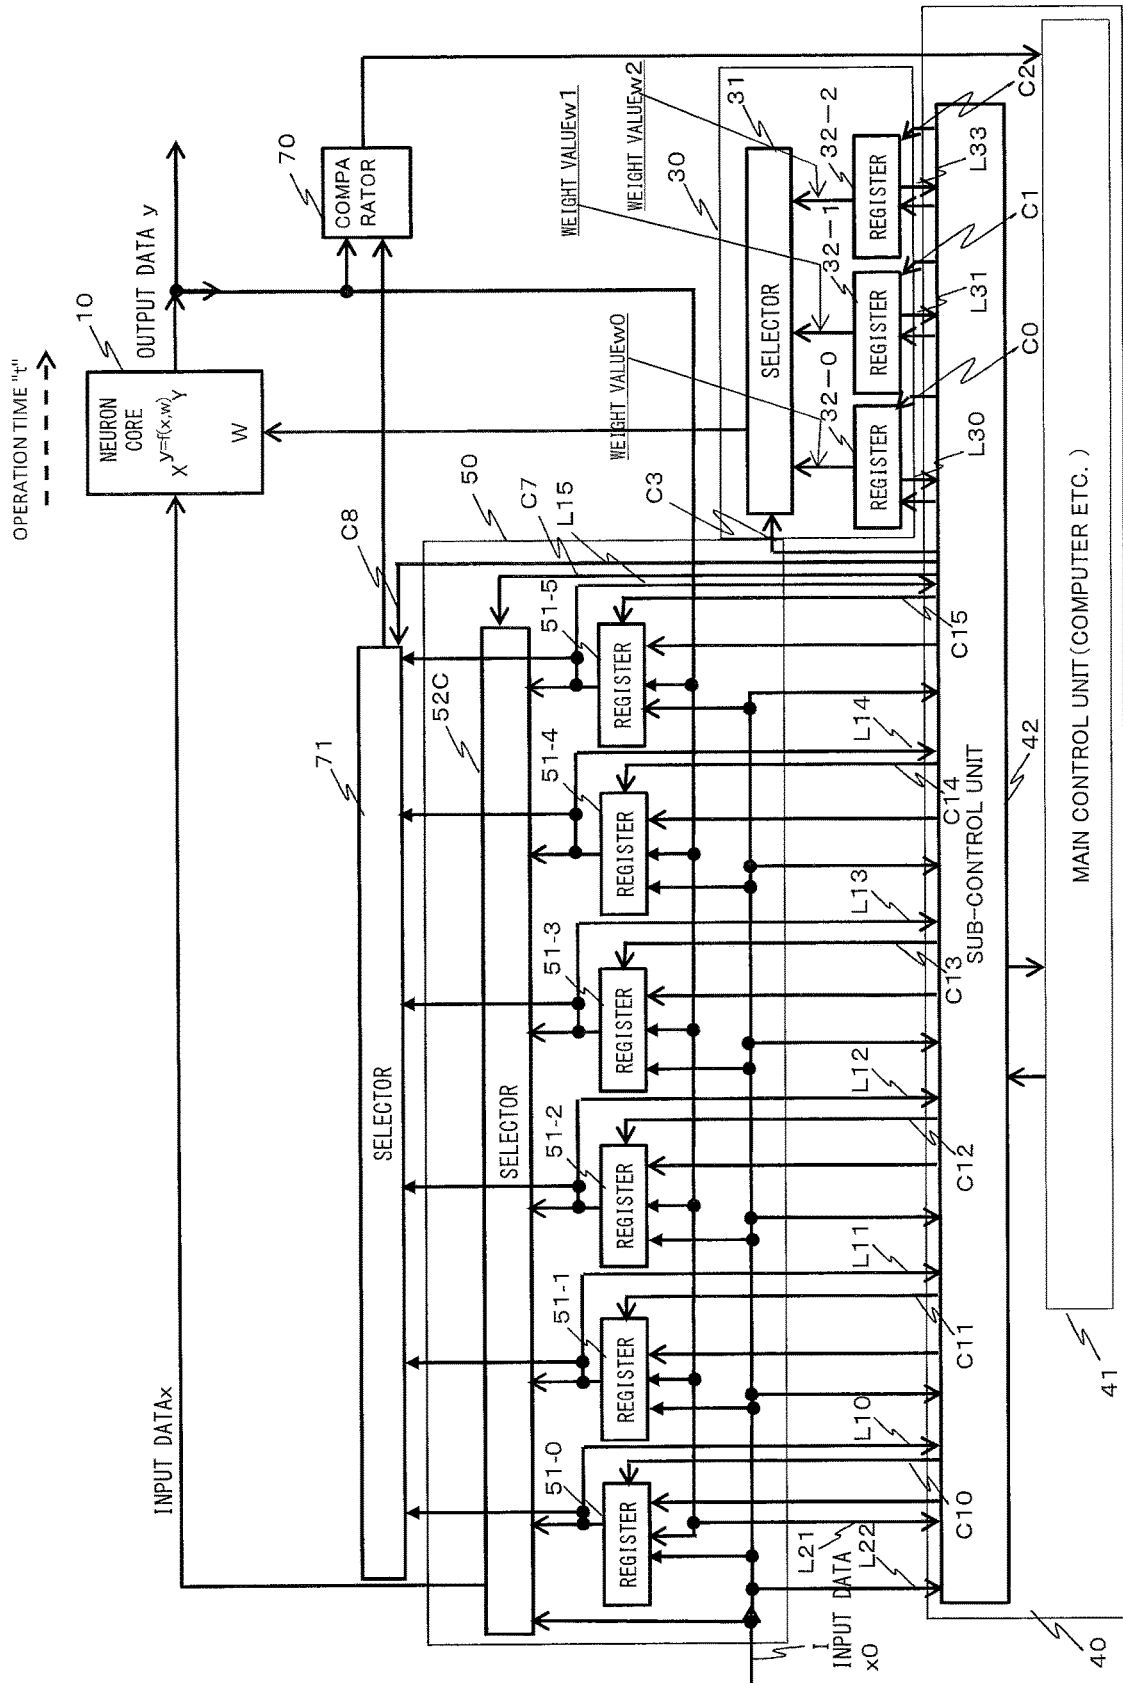 OPERATION TIME "t"
10
NEURON
CORE
y=f(x,w)
X
Y
W
OUTPUT DATA y
70
COMPA
RATOR
INPUT DATAx
C8
71
SELECTOR
50
52C
SELECTOR
C7
L15
C3
30
31
SELECTOR
WEIGHT VALUEw0
WEIGHT VALUEw1
WEIGHT VALUEw2
32-0
32-1
32-2
REGISTER
REGISTER
REGISTER
L30
L31
L33
C0
C1
C2
51-0
51-1
51-2
51-3
51-4
51-5
REGISTER
REGISTER
REGISTER
REGISTER
REGISTER
REGISTER
L10
L11
L12
L13
L14
C10
C11
C12
C13
C14
C15
L21
L22
I
INPUT DATA
x0
SUB-CONTROL UNIT
42
MAIN CONTROL UNIT(COMPUTER ETC.)
41
40